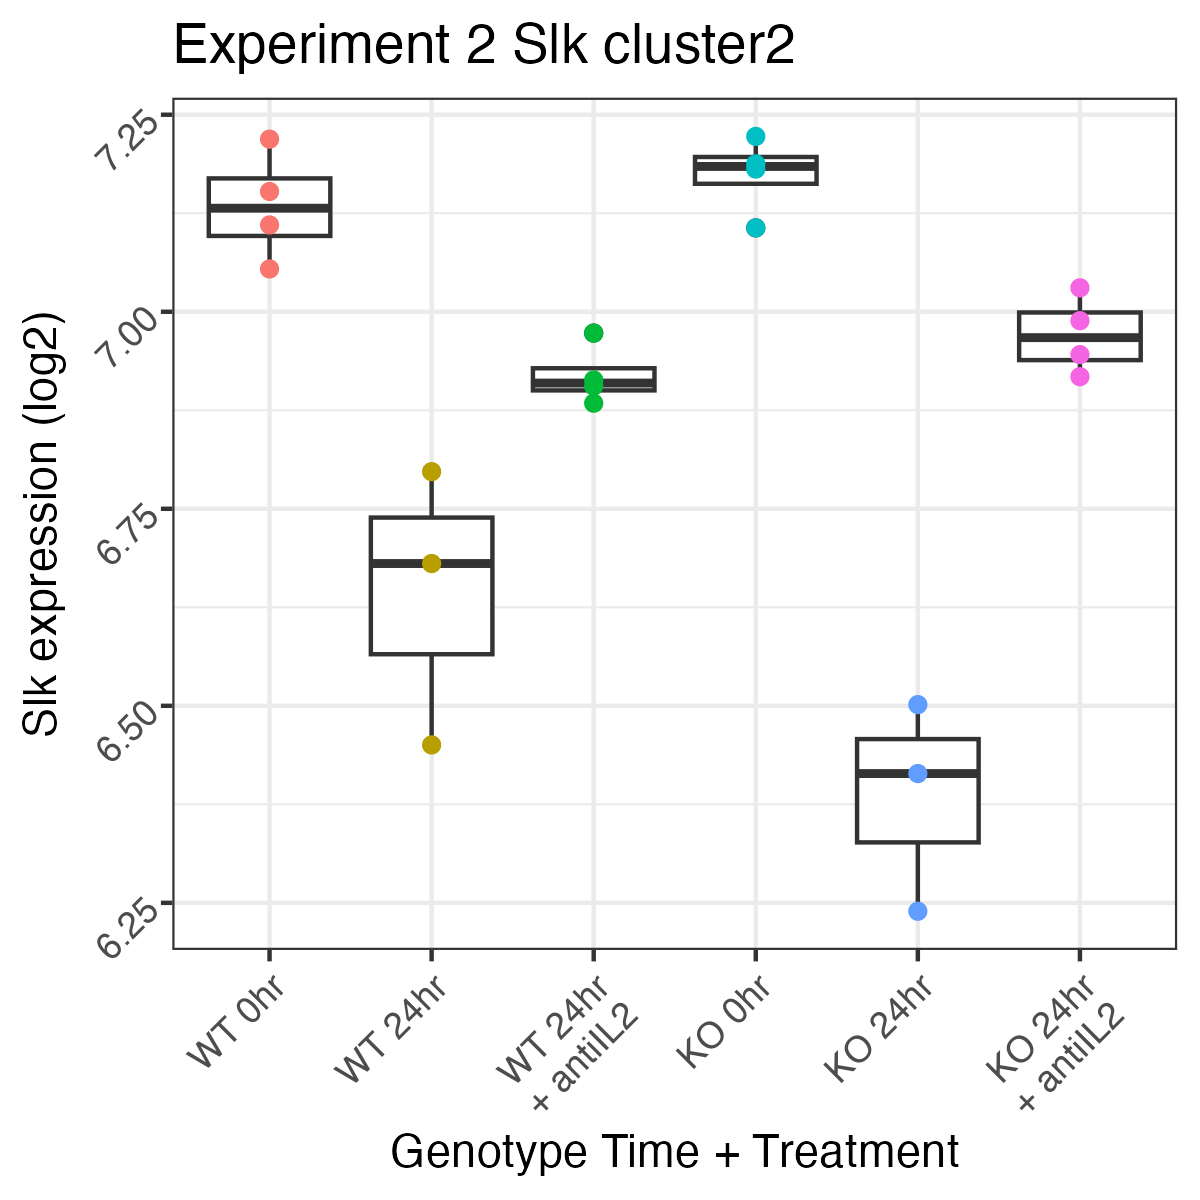 Experiment 2 Slk cluster2
Slk expression (log2)
7.25
7.00
6.75
6.50
6.25
WT 0hr
WT 24hr
WT 24hr
+ antiIL2
KO 0hr
KO 24hr
KO 24hr
+ antiIL2
Genotype Time + Treatment